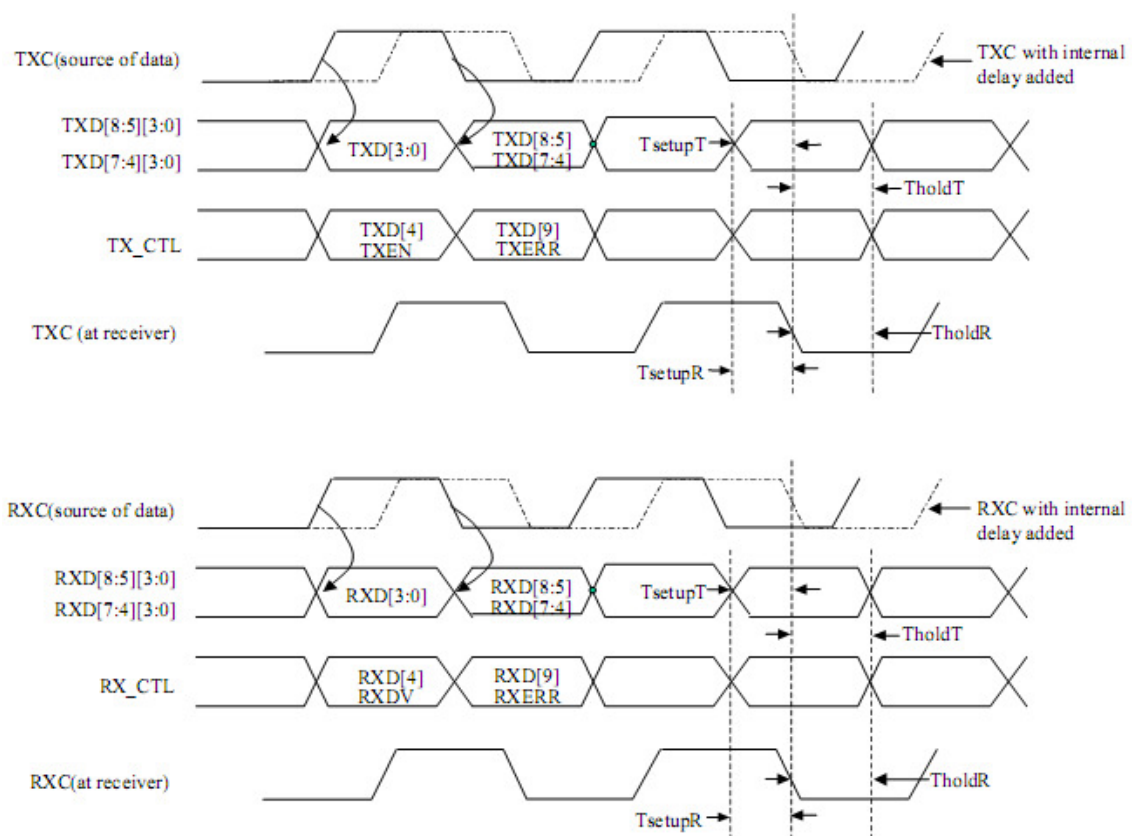 TXC(source of data)
TXC with internal
delay added
TXD[8:5][3:0]
TXD[7:4][3:0]
TXD[3:0]
TXD[8:5]
TXD[7:4]
TsetupT
TholdT
TX_CTL
TXD[4]
TXEN
TXD[9]
TXERR
TXC (at receiver)
TholdR
TsetupR
RXC(source of data)
RXC with internal
delay added
RXD[8:5][3:0]
RXD[7:4][3:0]
RXD[3:0]
RXD[8:5]
RXD[7:4]
TsetupT
TholdT
RX_CTL
RXD[4]
RXDV
RXD[9]
RXERR
RXC(at receiver)
TholdR
TsetupR